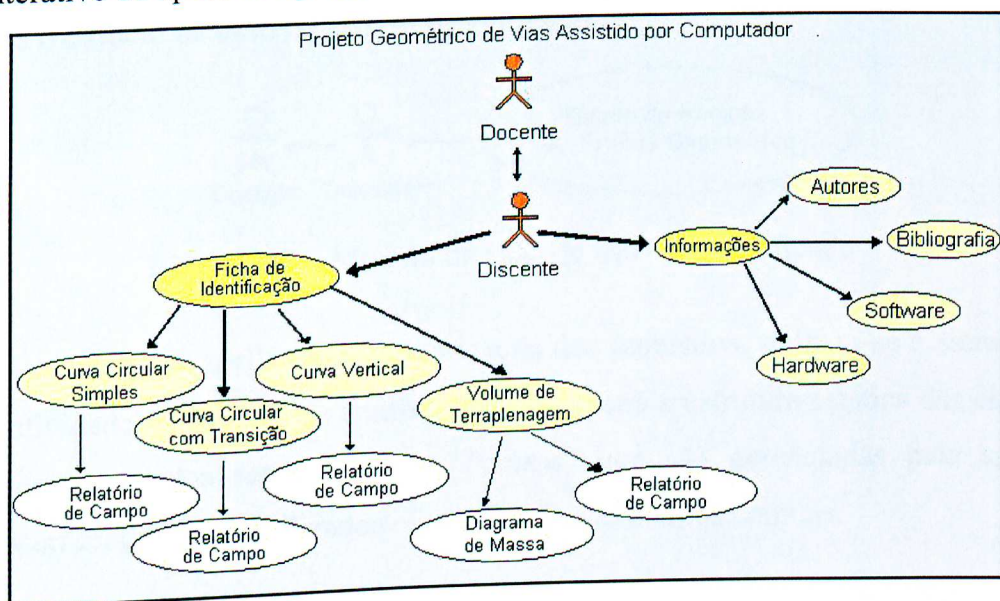 Projeto Geométrico de Vias Assistido por Computador
Docente
Discente
Autores
Informações
Bibliografia
Software
Hardware
Ficha de
Identificação
Curva Circular
Simples
Curva Circular
com Transição
Curva Vertical
Volume de
Terraplenagem
Relatório
de Campo
Relatório
de Campo
Relatório
de Campo
Diagrama
de Massa
Relatório
de Campo